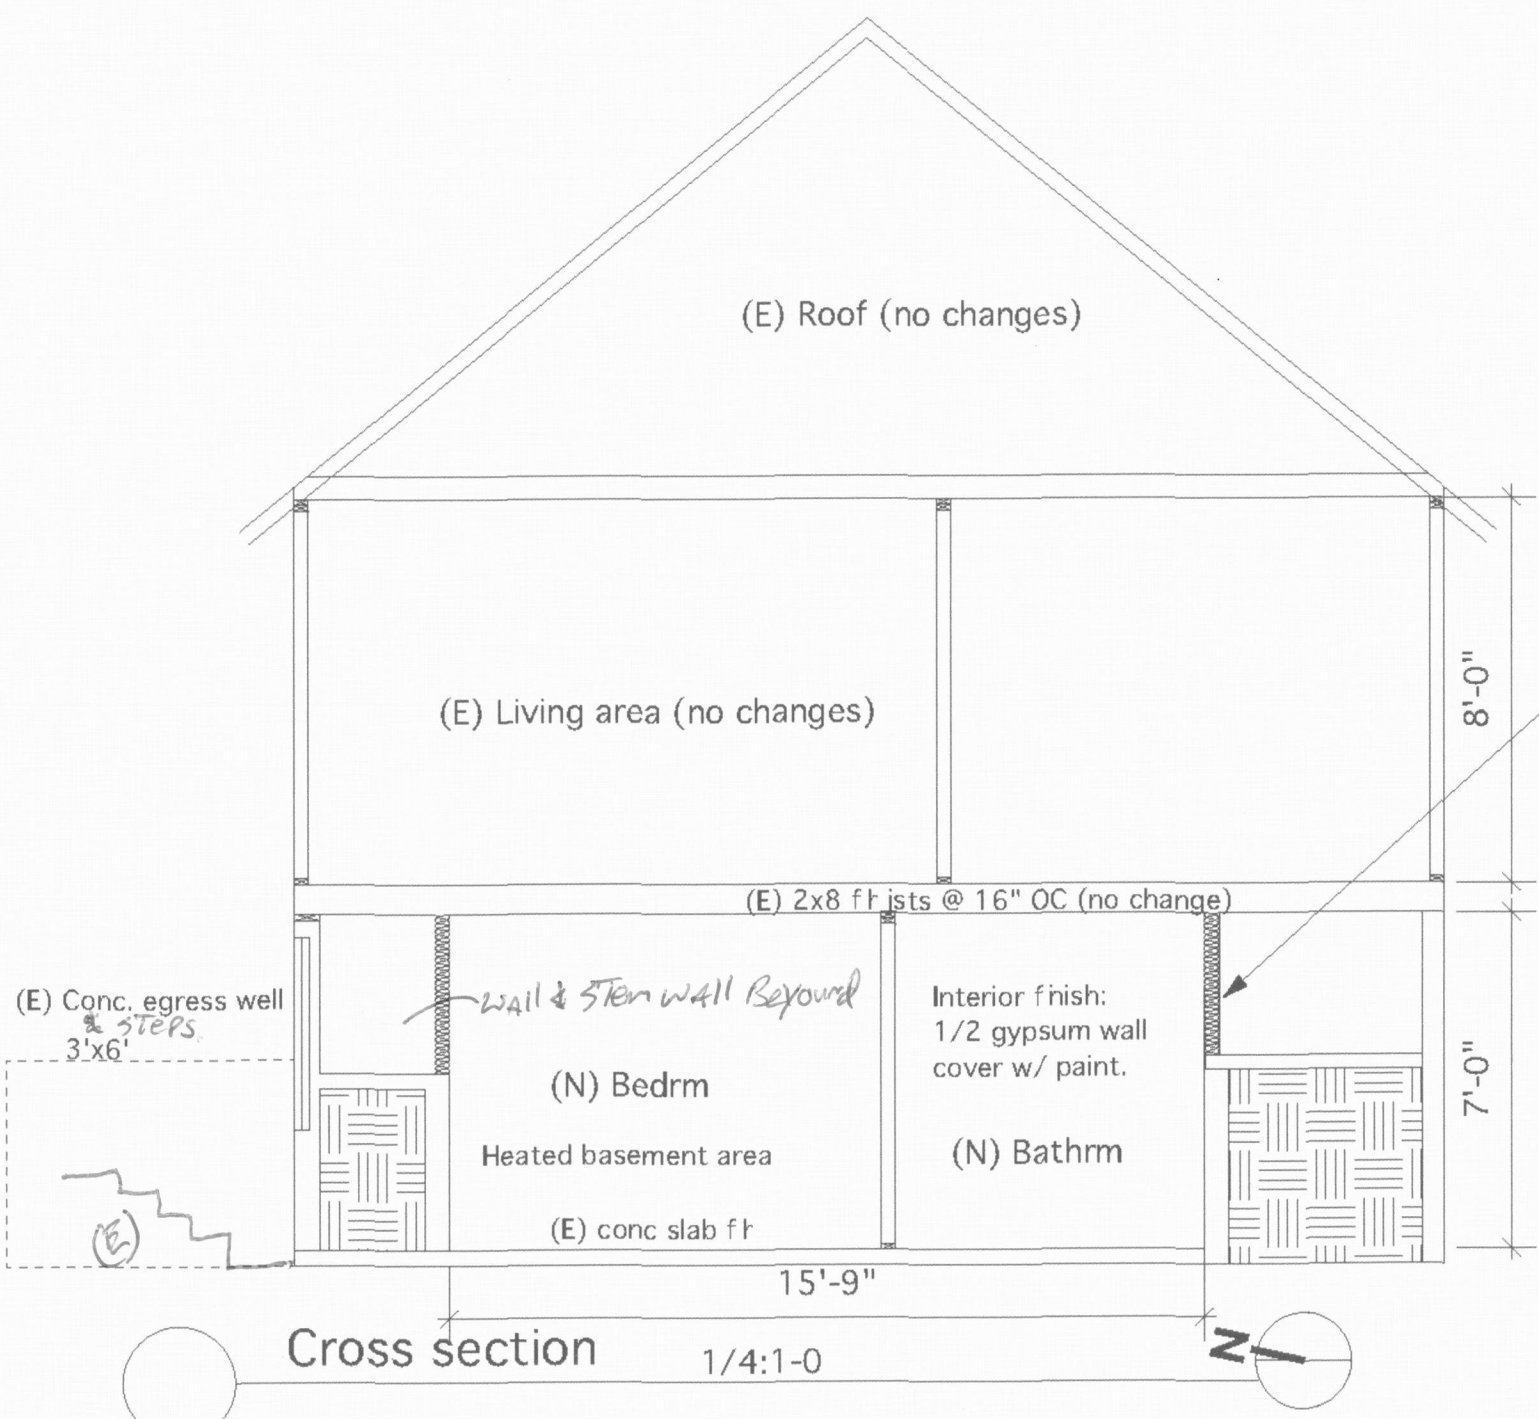 (E) Roof (no changes)
8'-0"
(E) Living area (no changes)
(E) 2x8 flr jsts @ 16" OC (no change)
(E) Conc. egress well
& STEPS
3'x6'
WALL & STEM WALL BEYOUND
Interior finish:
1/2 gypsum wall
cover w/ paint.
7'-0"
(N) Bedrm
(N) Bathrm
Heated basement area
(E) conc slab flr
(E)
15'-9"
Cross section
1/4:1-0
N